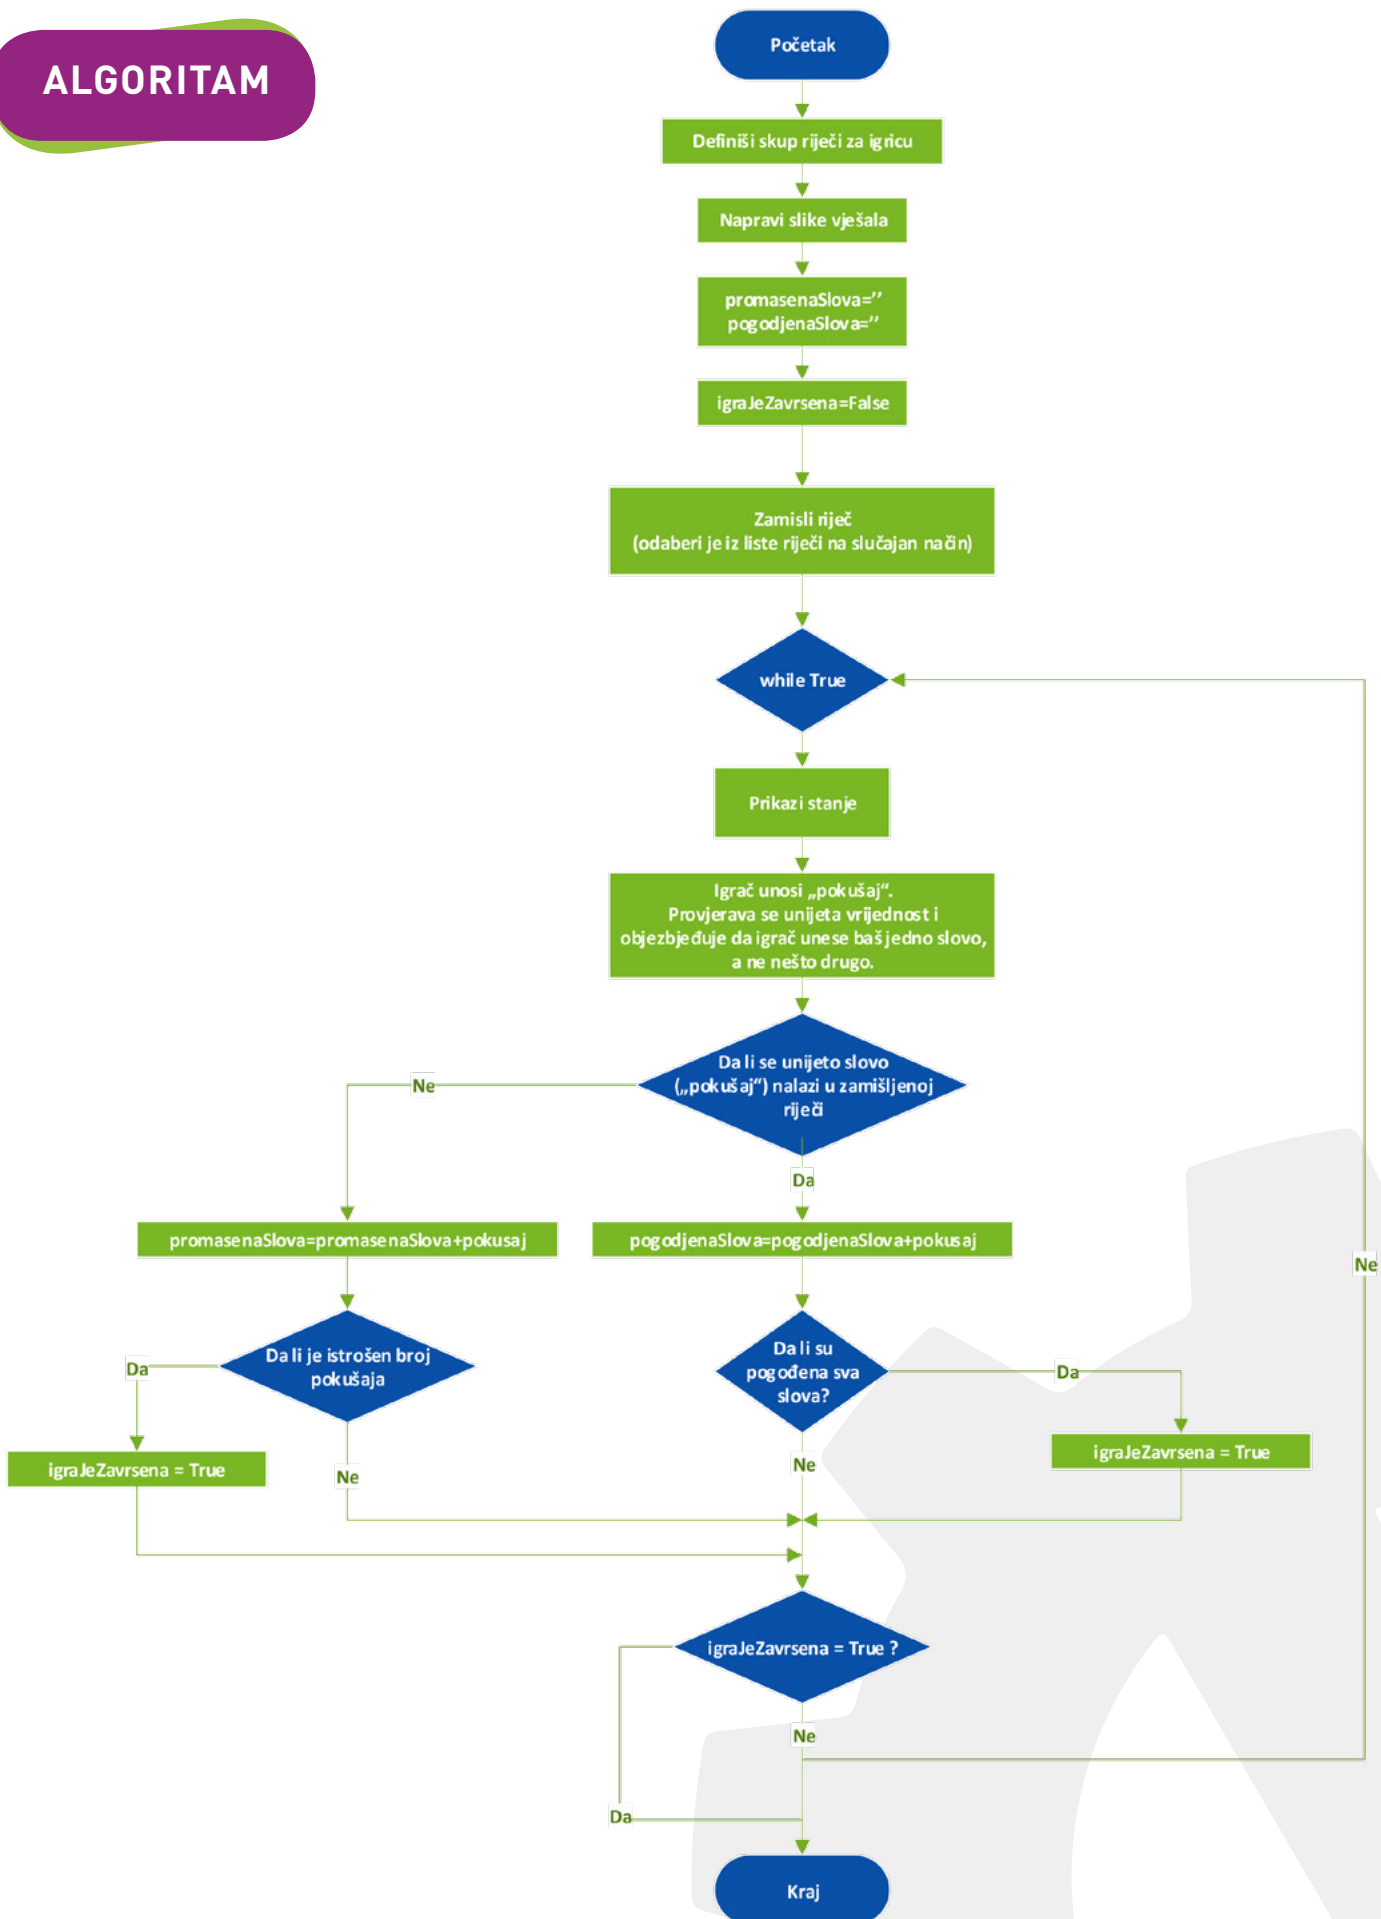 ALGORITAM
Početak
Definiši skup riječi za igricu
Napravi slike vješala
promasenaSlova=’’
pogodjenaSlova=’’
igraJeZavrsena=False
Zamisli riječ
(odaberi je iz liste riječi na slučajan način)
while True
Prikazi stanje
Igrač unosi „pokušaj“.
Provjerava se unijeta vrijednost i
objezbjeđuje da igrač unese baš jedno slovo,
a ne nešto drugo.
Da li se unijeto slovo
(„pokušaj“) nalazi u zamišljenoj
riječi
Ne
Da
promasenaSlova=promasenaSlova+pokusaj
pogodjenaSlova=pogodjenaSlova+pokusaj
Ne
Da li je istrošen broj
pokušaja
Da
Ne
igraJeZavrsena = True
Da li su
pogođena sva
slova?
Da
Ne
igraJeZavrsena = True
igraJeZavrsena = True ?
Ne
Da
Kraj